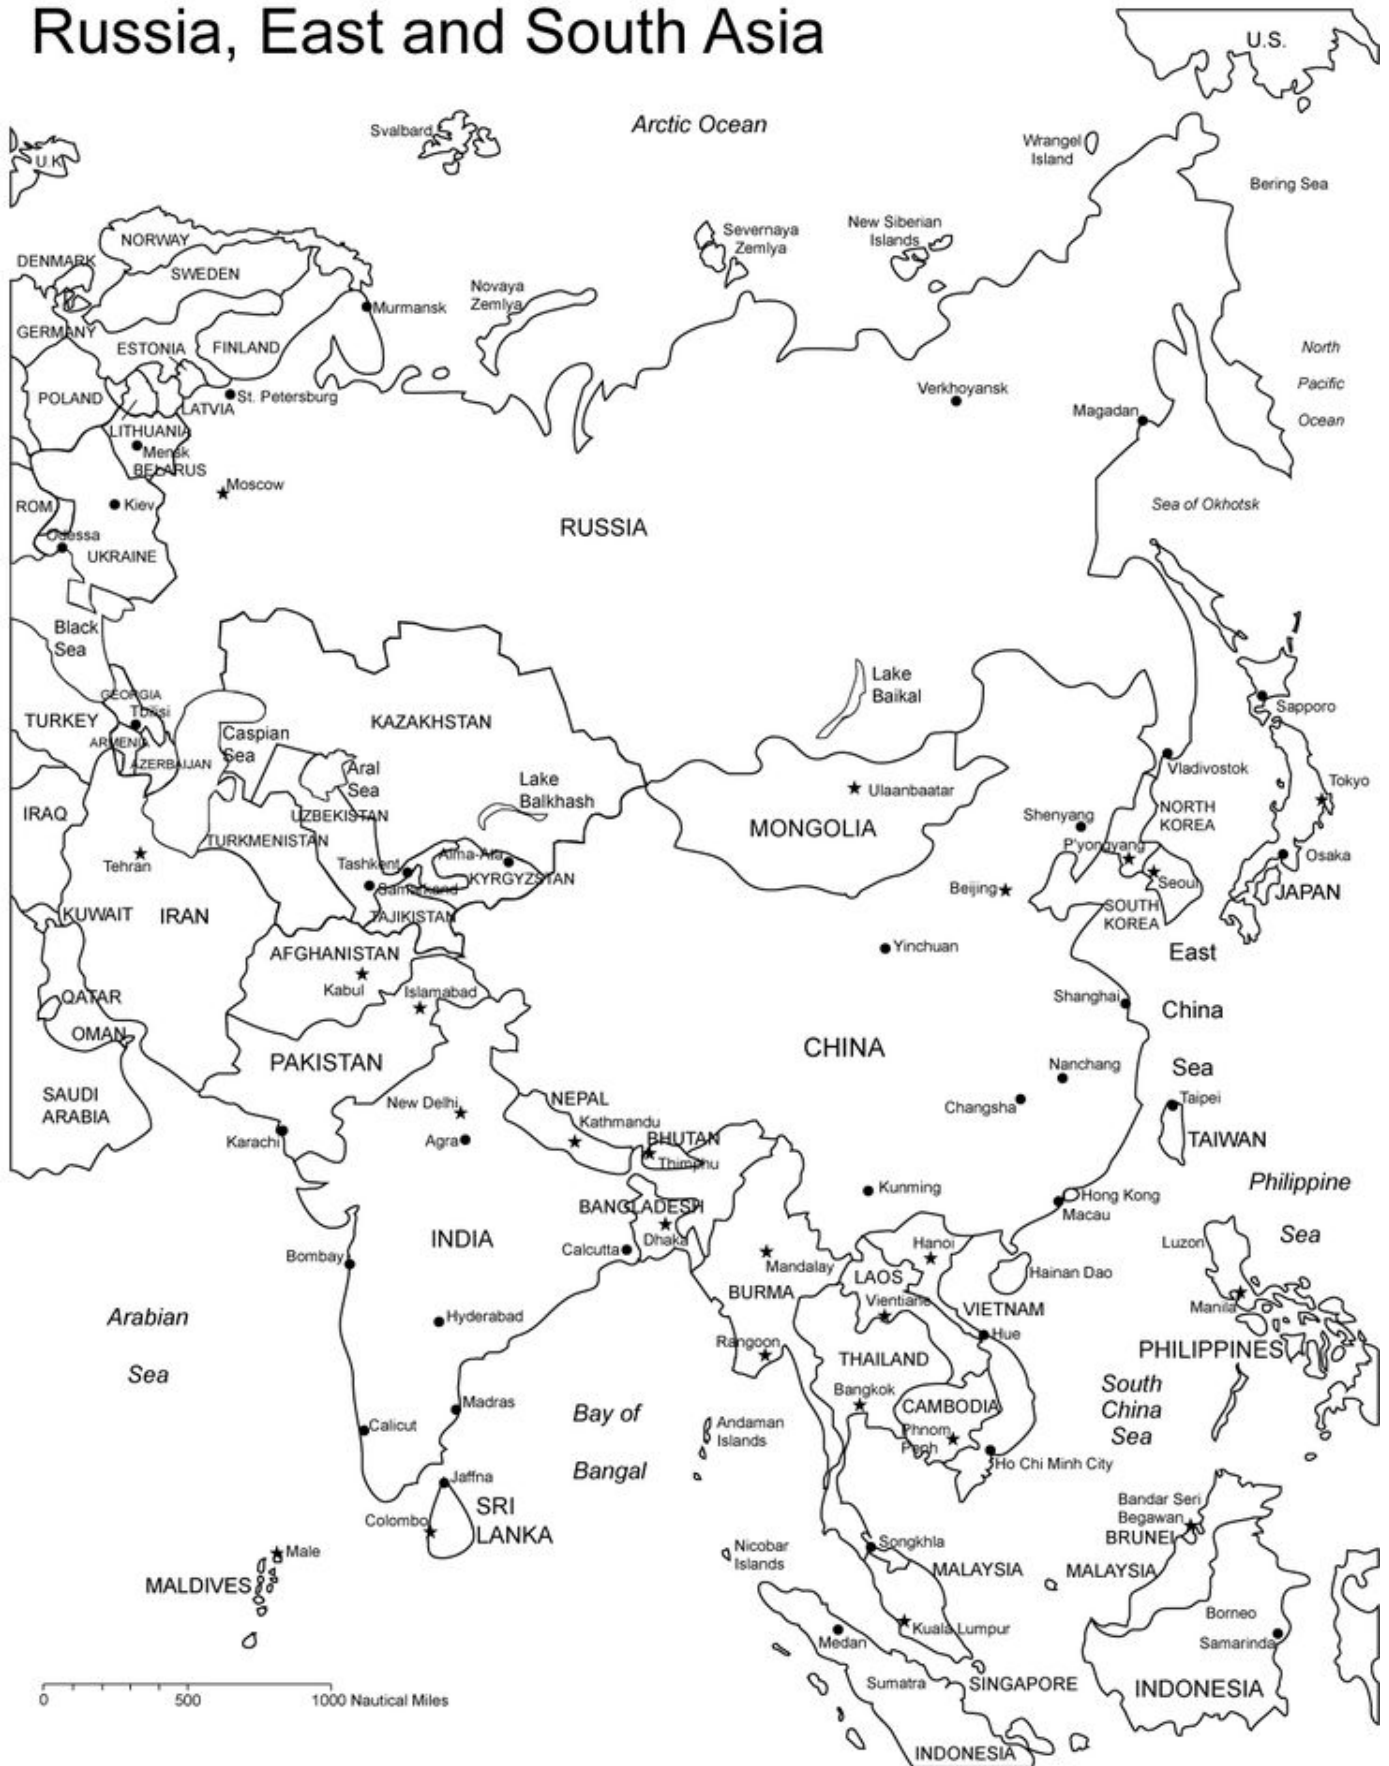 Russia, East and South Asia
U.S.
Arctic Ocean
Svalbard
Wrangel
Island
U.K
Bering Sea
Severnaya
Zemlya
New Siberian
Islands
NORWAY
DENMARK
SWEDEN
Novaya
Zemlya
Murmansk
GERMANY
ESTONIA
FINLAND
North
Pacific
Ocean
Verkhoyansk
POLAND
St. Petersburg
LATVIA
Magadan
LITHUANIA
Mensk
BELARUS
Moscow
ROM
Kiev
Sea of Okhotsk
RUSSIA
Odessa
UKRAINE
Black
Sea
Lake
Baikal
GEORGIA
Tbilisi
TURKEY
ARMENIA
AZERBAIJAN
Caspian
Sea
KAZAKHSTAN
Sapporo
Aral
Sea
Lake
Balkhash
Vladivostok
Ulaanbaatar
Tokyo
IRAQ
UZBEKISTAN
TURKMENISTAN
MONGOLIA
Shenyang
NORTH
KOREA
Tehran
Tashkent
Alma-Ata
P'yongyang
Osaka
Samarkand
KYRGYZSTAN
Beijing
Seoul
JAPAN
KUWAIT
IRAN
TAJIKISTAN
SOUTH
KOREA
AFGHANISTAN
Yinchuan
East
Kabul
Islamabad
QATAR
Shanghai
China
OMAN
PAKISTAN
CHINA
Sea
Nanchang
SAUDI
ARABIA
New Delhi
NEPAL
Changsha
Taipei
Karachi
Agra
Kathmandu
BHUTAN
Thimphu
TAIWAN
Kunming
Hong Kong
Macau
Philippine
Sea
BANGLADESH
Dhaka
INDIA
Calcutta
Bombay
Mandalay
Hanoi
Luzon
LAOS
Hainan Dao
BURMA
Vientiane
VIETNAM
Manila
Arabian
Sea
Hyderabad
Rangoon
Hue
THAILAND
PHILIPPINES
Bangkok
CAMBODIA
South
China
Sea
Madras
Bay of
Bangal
Andaman
Islands
Calicut
Phnom
Penh
Ho Chi Minh City
Jaffna
SRI
LANKA
Colombo
Bandar Seri
Begawan
BRUNEI
Male
Nicobar
Islands
Songkhla
MALAYSIA
MALAYSIA
MALDIVES
Borneo
Kuala Lumpur
Medan
Samarinda
Sumatra
SINGAPORE
INDONESIA
0 500 1000 Nautical Miles
INDONESIA